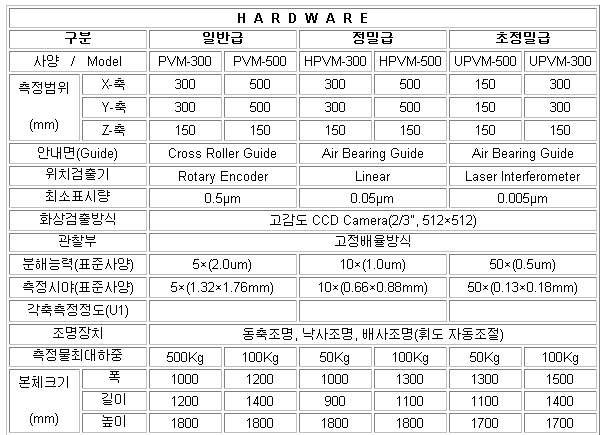 H A R D W A R E
구분 일반급 정밀급 초정밀급
사양 / Model PVM-300 PVM-500 HPVM-300 HPVM-500 UPVM-500 UPVM-300
측정범위 (mm) X-축 300 500 300 500 150 300
Y-축 300 500 300 500 150 300
Z-축 150 150 150 150 150 150
안내면(Guide) Cross Roller Guide Air Bearing Guide Air Bearing Guide
위치검출기 Rotary Encoder Linear Laser Interferometer
최소표시량 0.5μm 0.05μm 0.005μm
화상검출방식 고감도 CCD Camera(2/3", 512×512)
관찰부 고정배율방식
분해능력(표준사양) 5×(2.0um) 10×(1.0um) 50×(0.5um)
측정시야(표준사양) 5×(1.32×1.76mm) 10×(0.66×0.88mm) 50×(0.13×0.18mm)
각축측정정도(U1)
조명장치 동축조명, 낙사조명, 배사조명(휘도 자동조절)
측정물최대하중 500Kg 100Kg 50Kg 100Kg 50Kg 100Kg
본체크기 (mm) 폭 1000 1200 1000 1300 1300 1500
길이 1200 1400 900 1100 1100 1400
높이 1800 1800 1800 1800 1700 1700